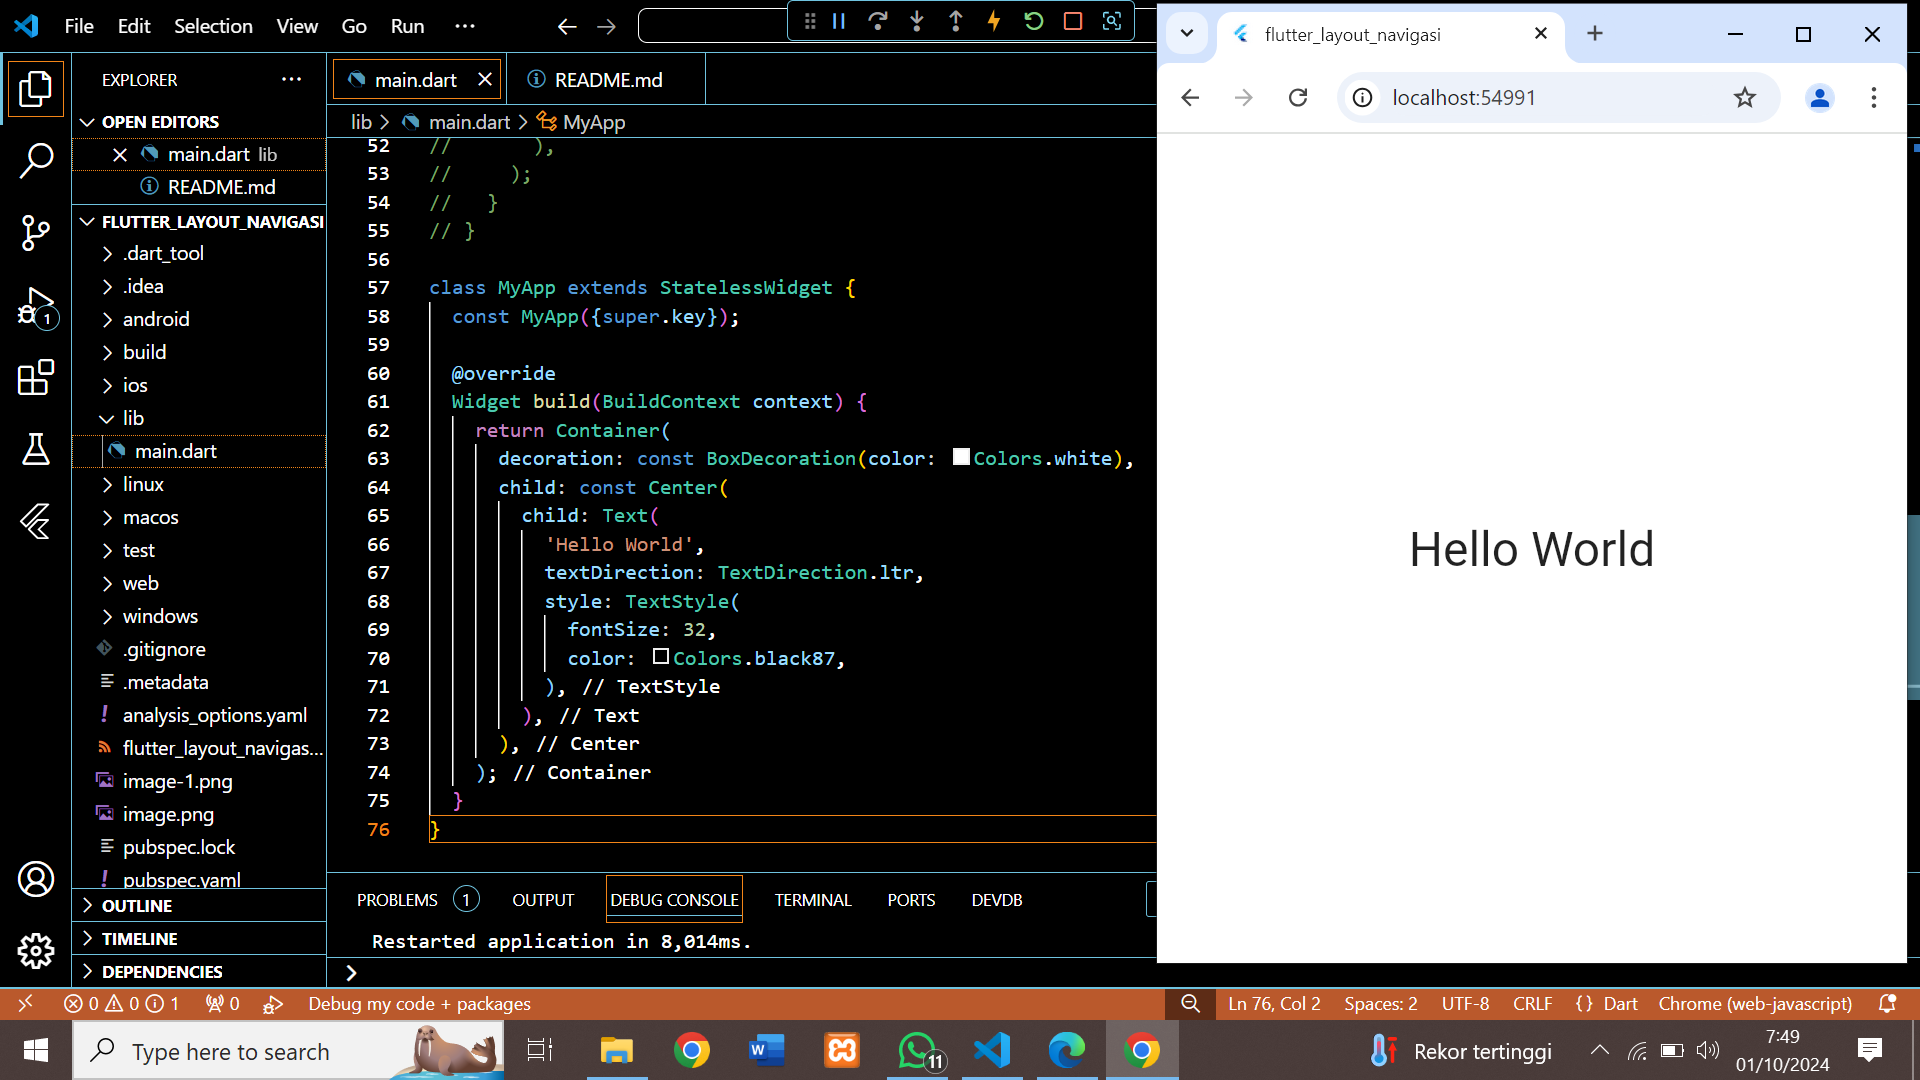 File Edit Selection View Go Run ···
EXPLORER ···
OPEN EDITORS
main.dart lib
README.md
FLUTTER_LAYOUT_NAVIGASI
.dart_tool
.idea
android
build
ios
lib
main.dart
linux
macos
test
web
windows
.gitignore
.metadata
analysis_options.yaml
flutter_layout_navigas...
image-1.png
image.png
pubspec.lock
pubspec.yaml
OUTLINE
TIMELINE
DEPENDENCIES
1
main.dart README.md
lib > main.dart > MyApp
52 //       ),
53 //     );
54 //   }
55 // }
56
57 class MyApp extends StatelessWidget {
58   const MyApp({super.key});
59
60   @override
61   Widget build(BuildContext context) {
62     return Container(
63       decoration: const BoxDecoration(color: Colors.white),
64       child: const Center(
65         child: Text(
66           'Hello World',
67           textDirection: TextDirection.ltr,
68           style: TextStyle(
69             fontSize: 32,
70             color: Colors.black87,
71           ), // TextStyle
72         ), // Text
73       ), // Center
74     ); // Container
75   }
76 }
PROBLEMS 1 OUTPUT DEBUG CONSOLE TERMINAL PORTS DEVDB
Restarted application in 8,014ms.
>
flutter_layout_navigasi
localhost:54991
Hello World
0 0 1 0 Debug my code + packages Ln 76, Col 2 Spaces: 2 UTF-8 CRLF {} Dart Chrome (web-javascript)
Type here to search 11 Rekor tertinggi 7:49
01/10/2024